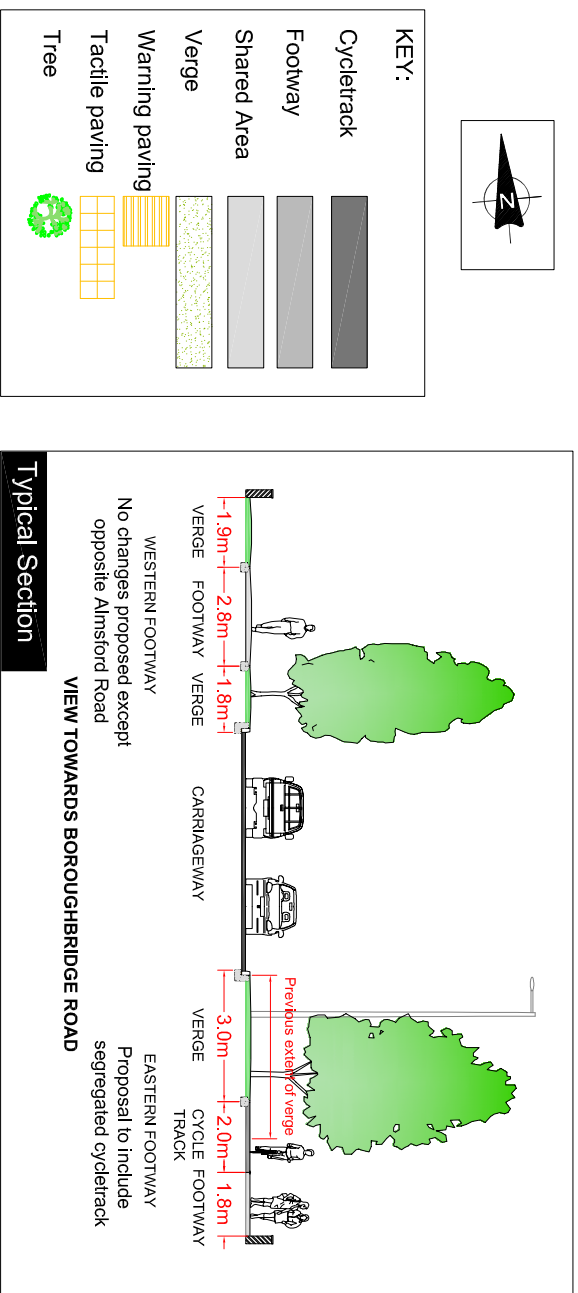 N
KEY:
Cycletrack
Footway
Shared Area
Verge
Warning paving
Tactile paving
Tree
Previous extent of verge
1.9m
2.8m
1.8m
3.0m
2.0m
1.8m
VERGE
FOOTWAY
VERGE
CARRIAGEWAY
VERGE
CYCLE
TRACK
FOOTWAY
WESTERN FOOTWAY
No changes proposed except
opposite Almsford Road
EASTERN FOOTWAY
Proposal to include
segregated cycletrack
VIEW TOWARDS BOROUGHBRIDGE ROAD
Typical Section